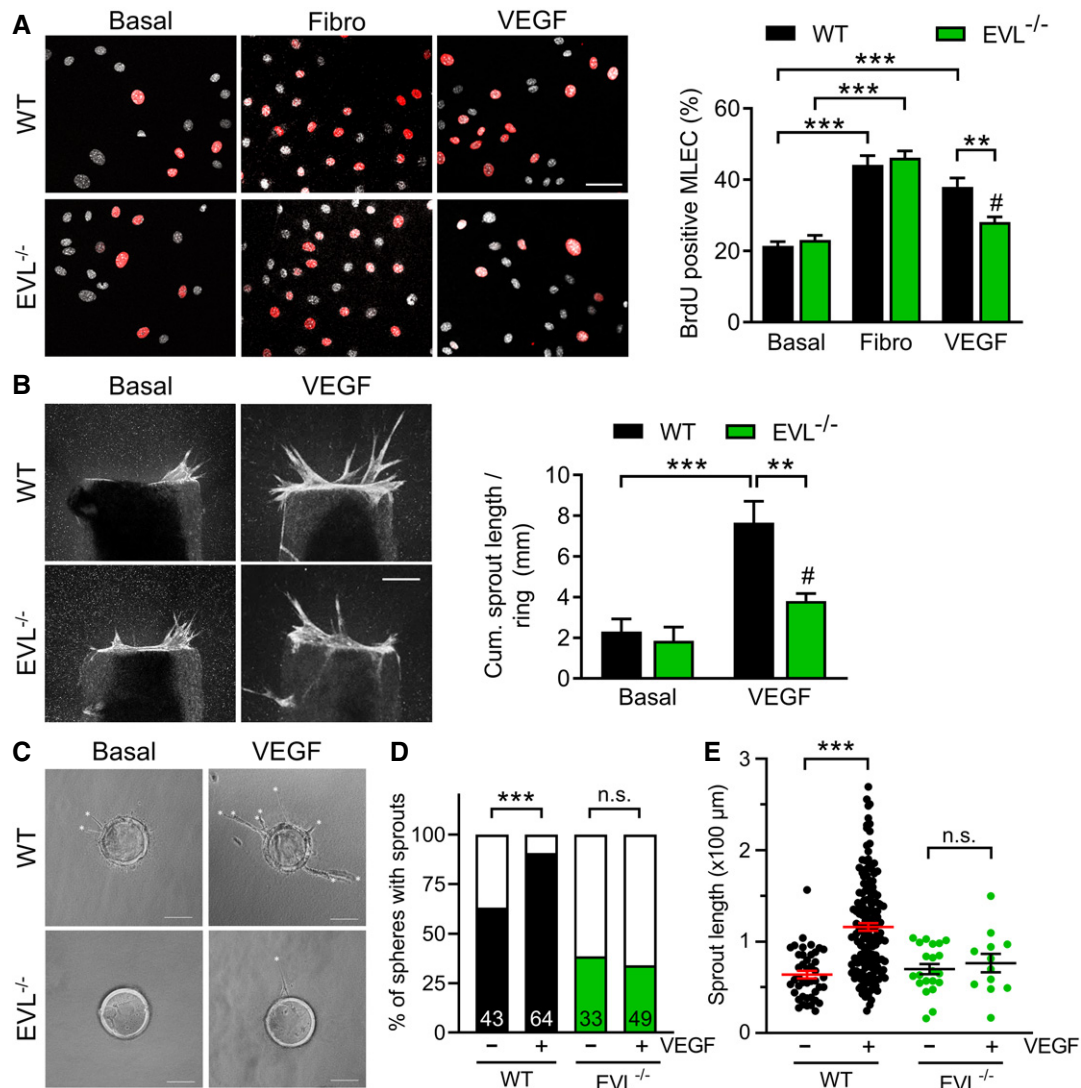 A
Basal
Fibro
VEGF
WT
EVL-/-
WT
EVL-/-
BrdU positive MLEC (%)
60
40
20
0
***
***
***
**
#
Basal
Fibro
VEGF
B
Basal
VEGF
WT
EVL-/-
WT
EVL-/-
Cum. sprout length /
ring (mm)
10
8
6
4
2
0
***
**
#
Basal
VEGF
C
Basal
VEGF
WT
EVL-/-
D
% of spheres with sprouts
100
75
50
25
0
***
n.s.
43
64
33
49
−
+
−
+
VEGF
WT
EVL-/-
E
Sprout length (x100 µm)
3
2
1
0
***
n.s.
−
+
−
+
VEGF
WT
EVL-/-